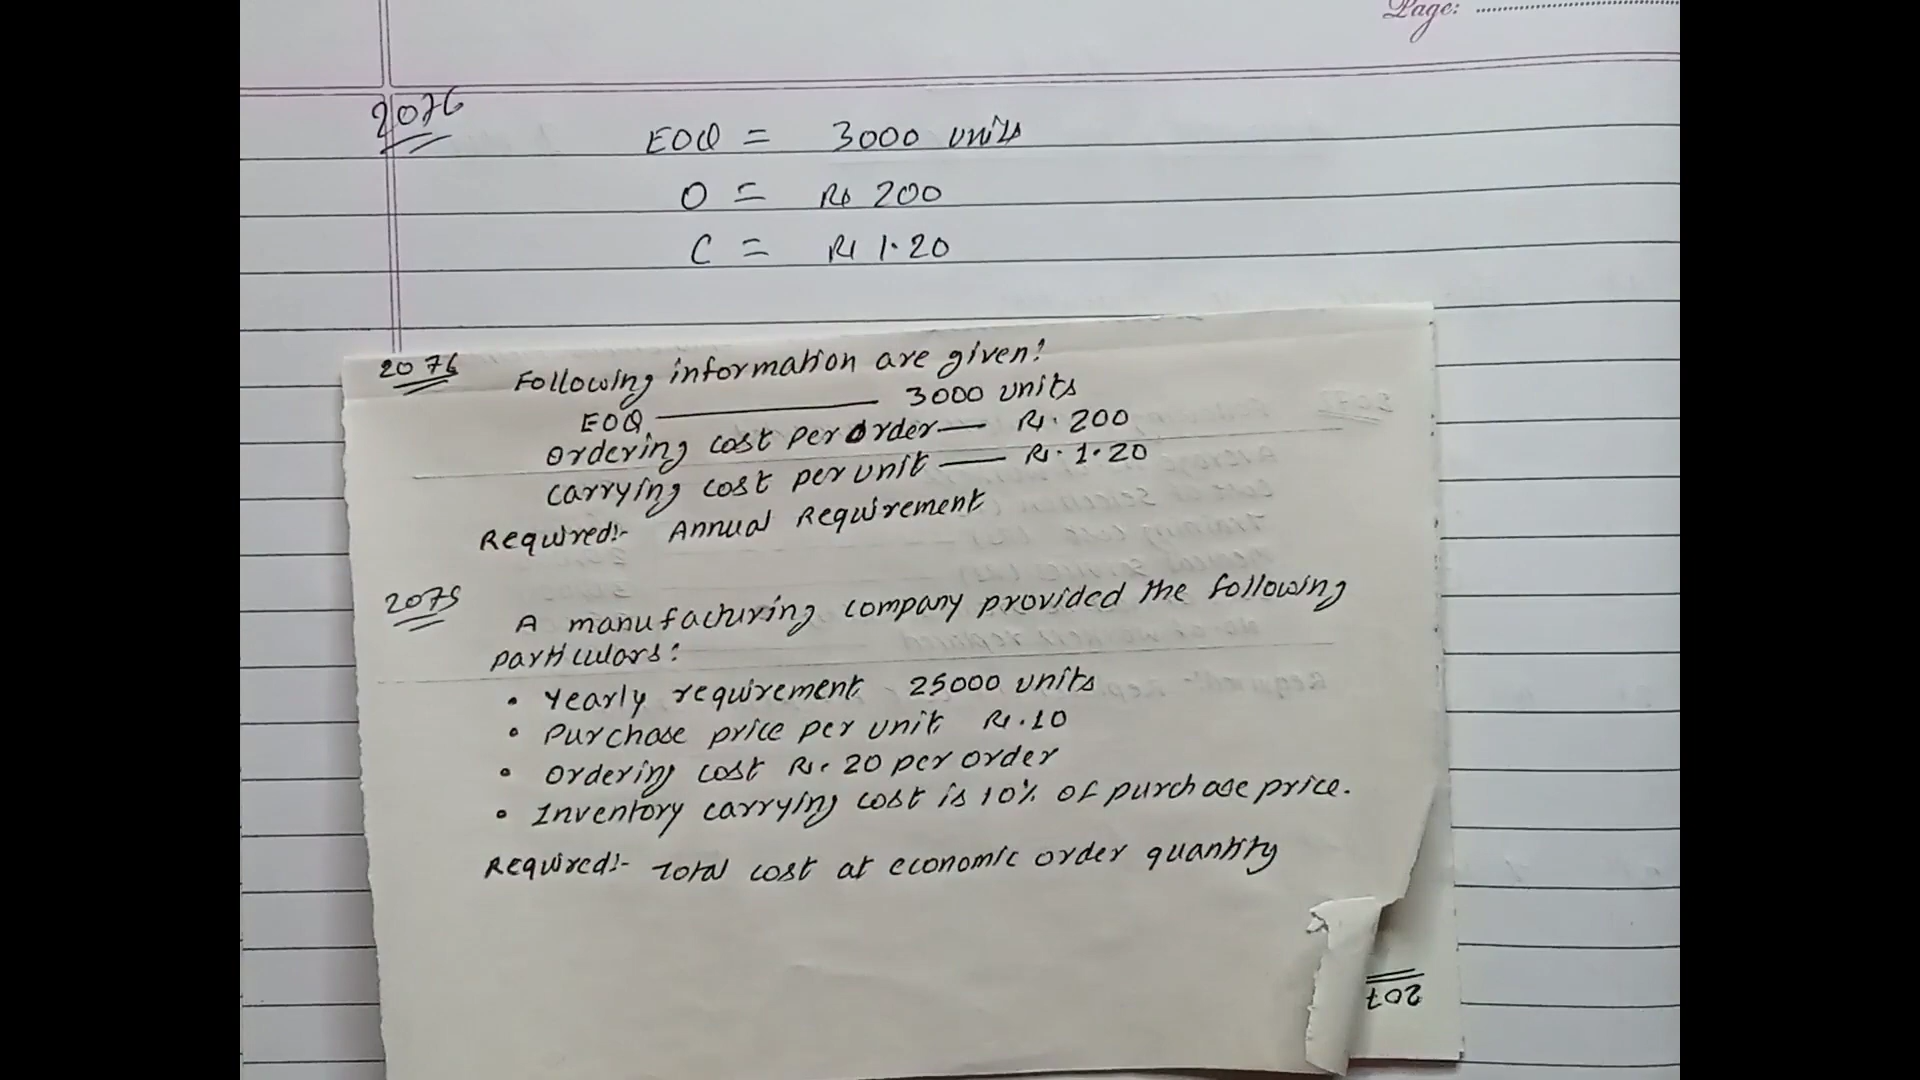 Page:
2076
EOQ = 3000 units
O = Rs 200
C = Rs 1.20
2076 Following information are given:
EOQ 3000 units
Ordering cost per order Rs. 200
Carrying cost per unit Rs. 1.20
Required:- Annual Requirement
2075 A manufacturing company provided the following
particulars:
• Yearly requirement 25000 units
• Purchase price per unit Rs. 10
• Ordering cost Rs. 20 per order
• Inventory carrying cost is 10% of purchase price.
Required:- Total cost at economic order quantity
207